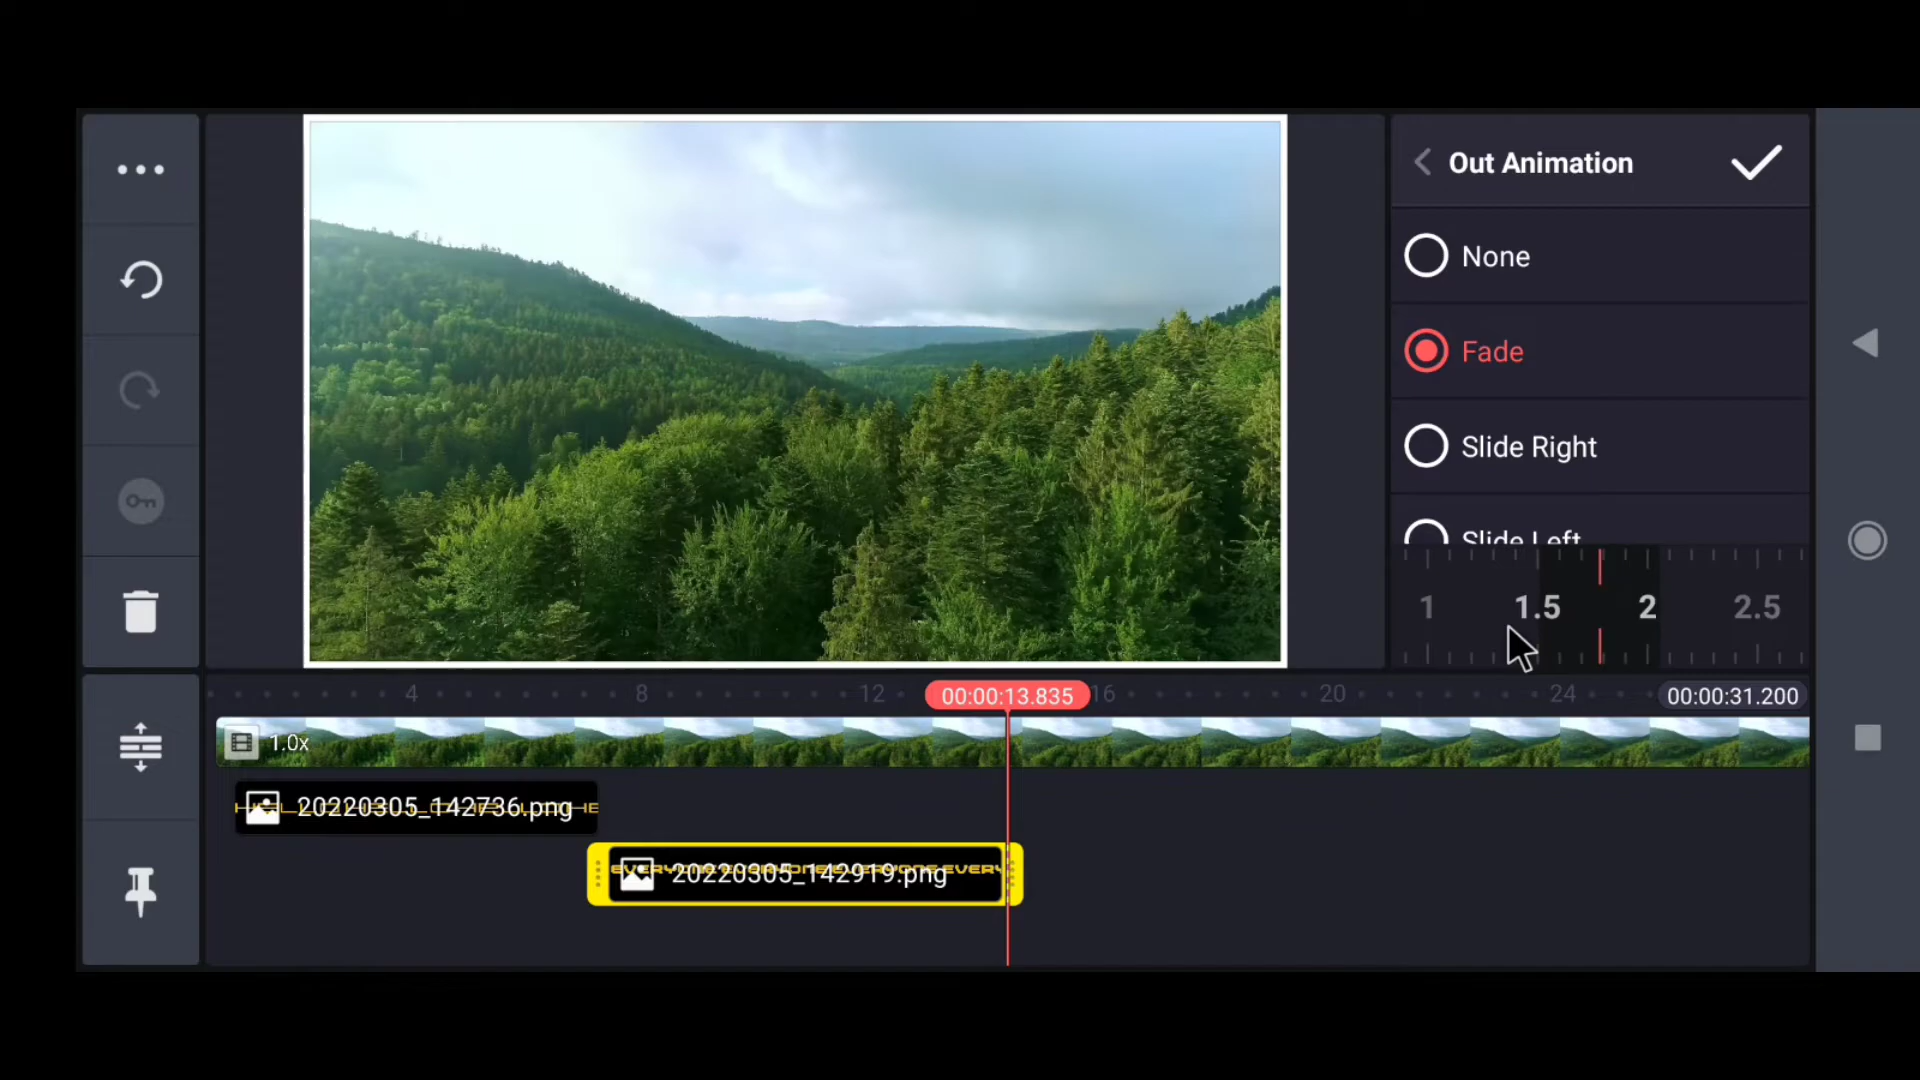 Out Animation
None
Fade
Slide Right
Slide Left
1 1.5 2 2.5
4 8 12 00:00:13.835 16 20 24 00:00:31.200
1.0x
20220305_142736.png
20220305_142919.png